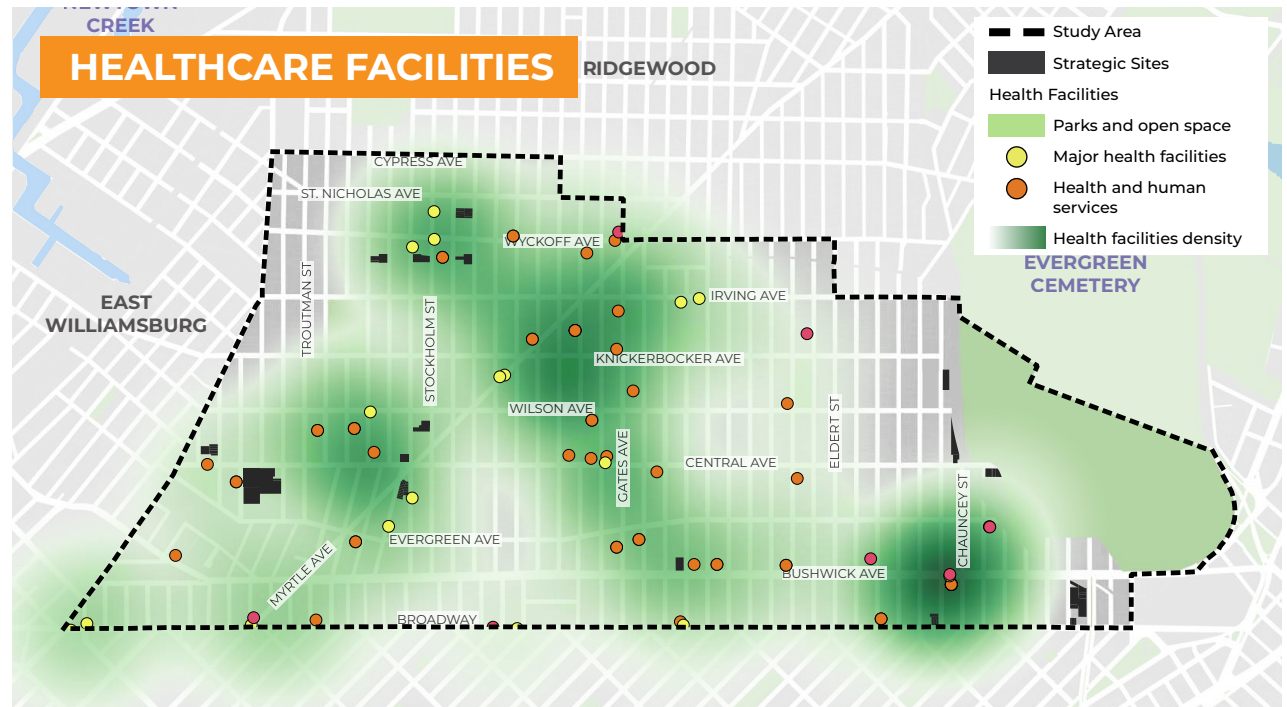 NEWTOWN
CREEK
HEALTHCARE FACILITIES
RIDGEWOOD
Study Area
Strategic Sites
Health Facilities
Parks and open space
Major health facilities
Health and human
services
Health facilities density
EVERGREEN
CEMETERY
CYPRESS AVE
ST. NICHOLAS AVE
WYCKOFF AVE
EAST
WILLIAMSBURG
TROUTMAN ST
STOCKHOLM ST
IRVING AVE
KNICKERBOCKER AVE
WILSON AVE
ELDERT ST
GATES AVE
CENTRAL AVE
CHAUNCEY ST
EVERGREEN AVE
MYRTLE AVE
BUSHWICK AVE
BROADWAY